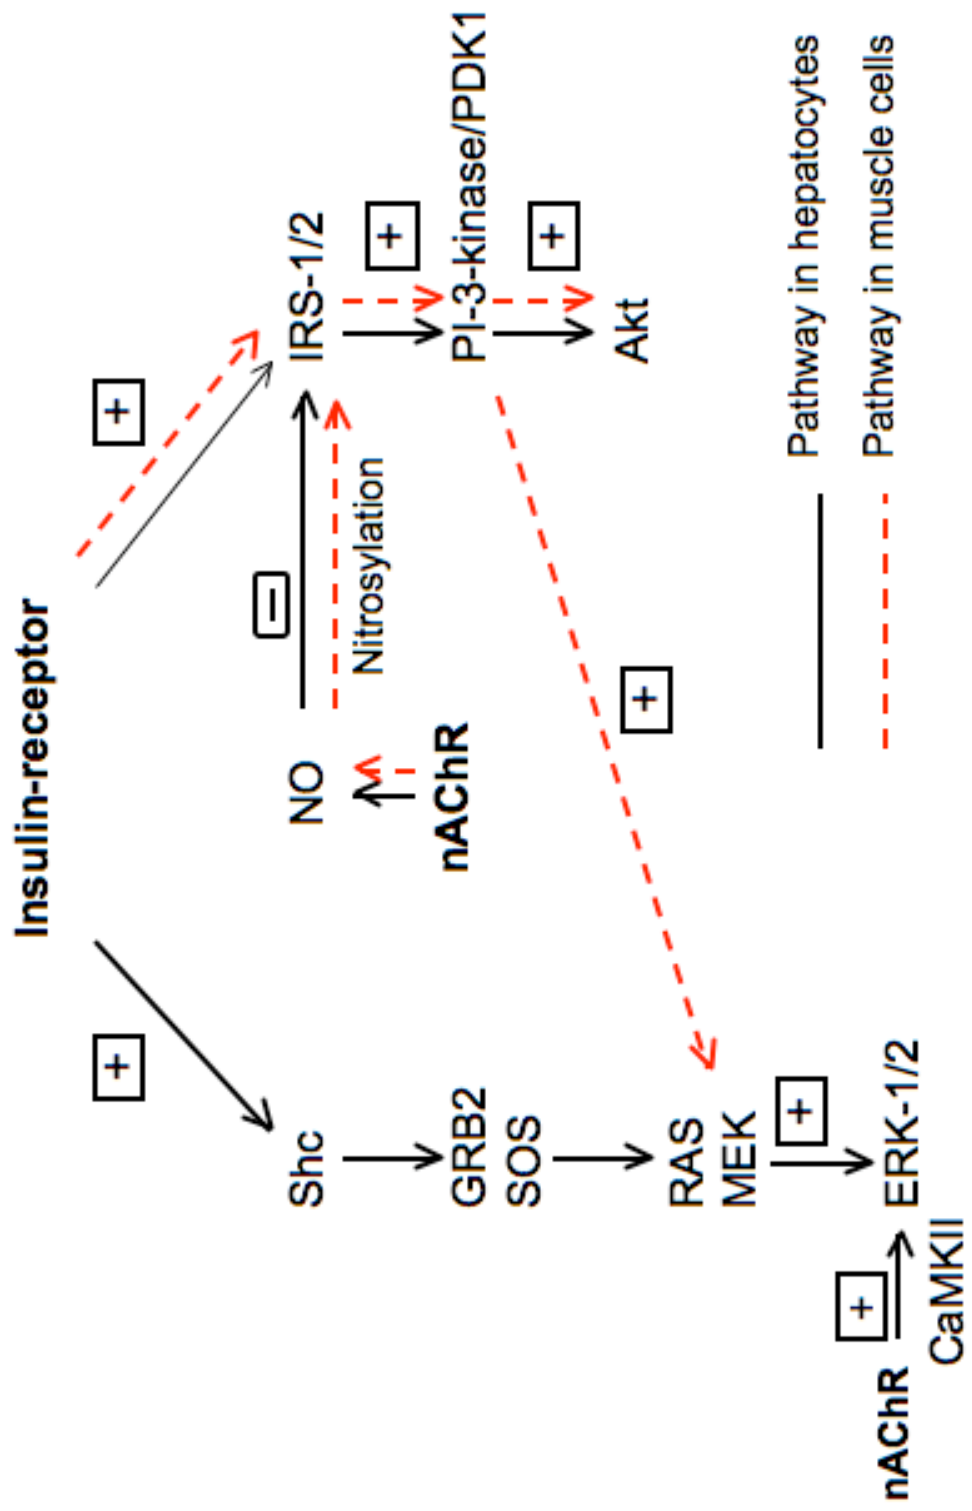 Insulin-receptor
+
+
Shc
NO
−
IRS-1/2
Nitrosylation
+
nAChR
GRB2
SOS
PI-3-kinase/PDK1
+
Akt
+
RAS
MEK
+
+
nAChR
ERK-1/2
CaMKII
Pathway in hepatocytes
Pathway in muscle cells